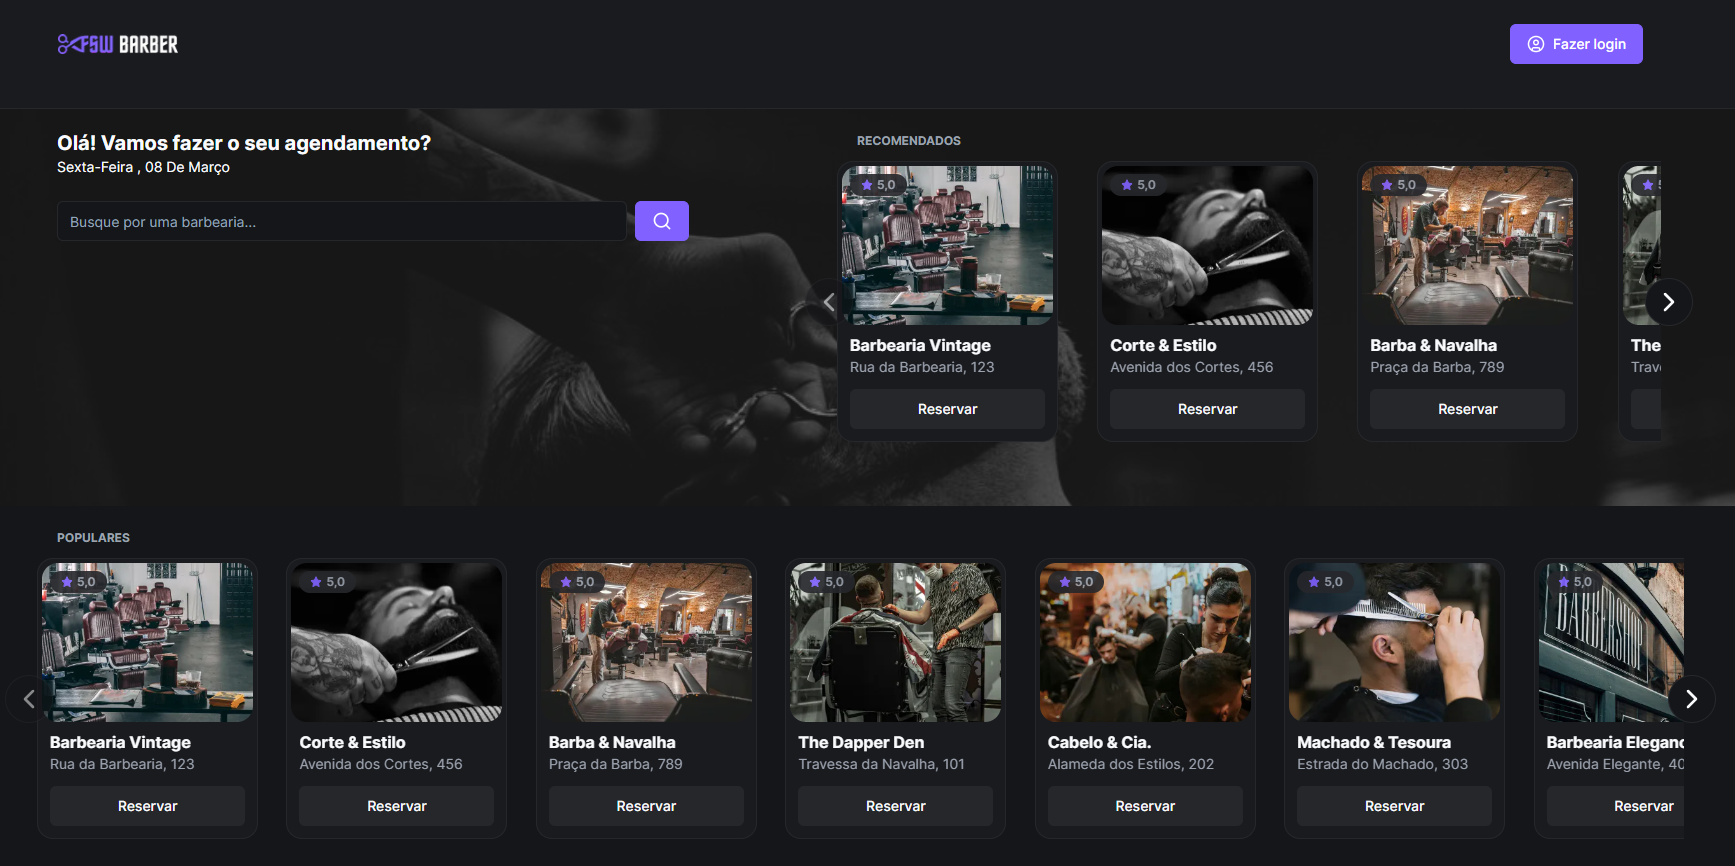 FSW BARBER
Fazer login
Olá! Vamos fazer o seu agendamento?
Sexta-Feira , 08 De Março
Busque por uma barbearia...
RECOMENDADOS
5,0
5,0
5,0
5
Barbearia Vintage
Rua da Barbearia, 123
Reservar
Corte & Estilo
Avenida dos Cortes, 456
Reservar
Barba & Navalha
Praça da Barba, 789
Reservar
The
Trav
POPULARES
5,0
5,0
5,0
5,0
5,0
5,0
5,0
Barbearia Vintage
Rua da Barbearia, 123
Reservar
Corte & Estilo
Avenida dos Cortes, 456
Reservar
Barba & Navalha
Praça da Barba, 789
Reservar
The Dapper Den
Travessa da Navalha, 101
Reservar
Cabelo & Cia.
Alameda dos Estilos, 202
Reservar
Machado & Tesoura
Estrada do Machado, 303
Reservar
Barbearia Eleganc
Avenida Elegante, 40
Reservar